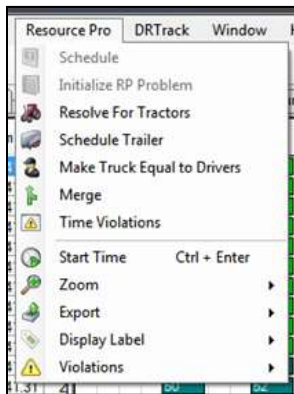 Resource Pro DRTrack Window
Schedule
Initialize RP Problem
Resolve For Tractors
Schedule Trailer
Make Truck Equal to Drivers
Merge
Time Violations
Start Time Ctrl + Enter
Zoom
Export
Display Label
Violations